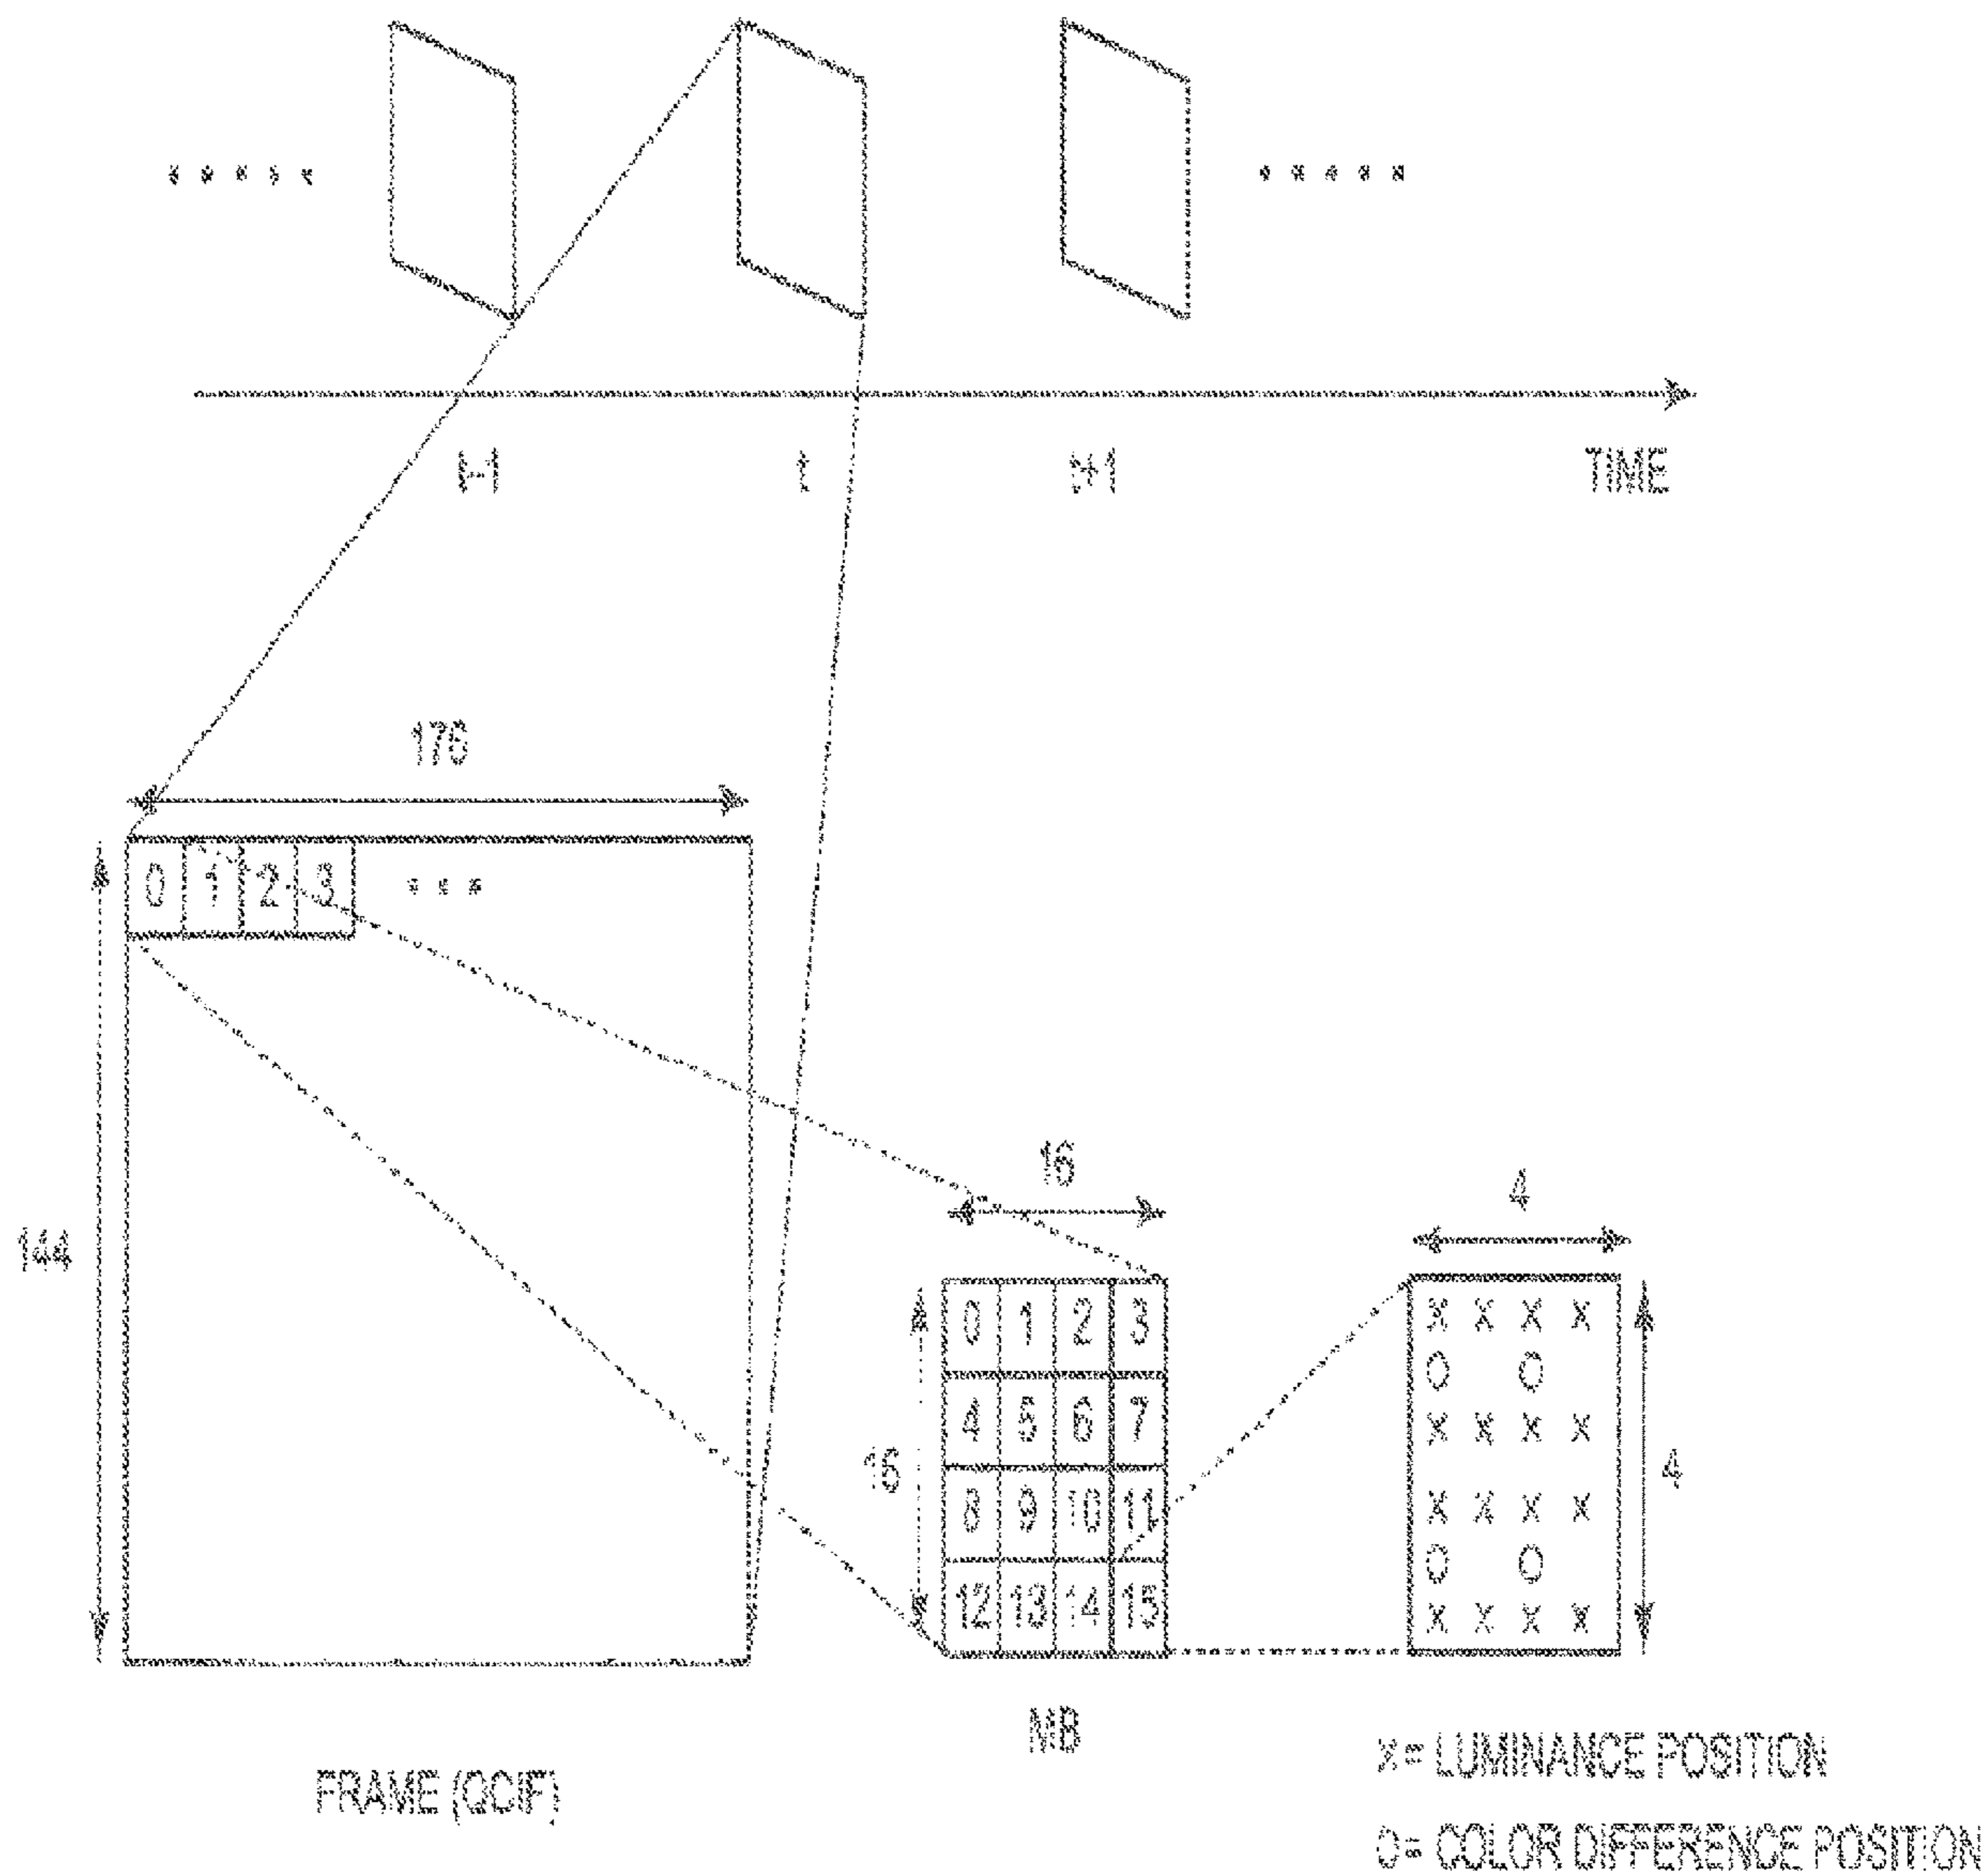 t-1 t t+1 TIME
176
0 1 2 3
144
16
4
16
0 1 2 3
4 5 6 7
8 9 10 11
12 13 14 15
X X X X
O O
X X X X
X X X X
O O
X X X X
4
MB
FRAME (QCIF)
X = LUMINANCE POSITION
O = COLOR DIFFERENCE POSITION